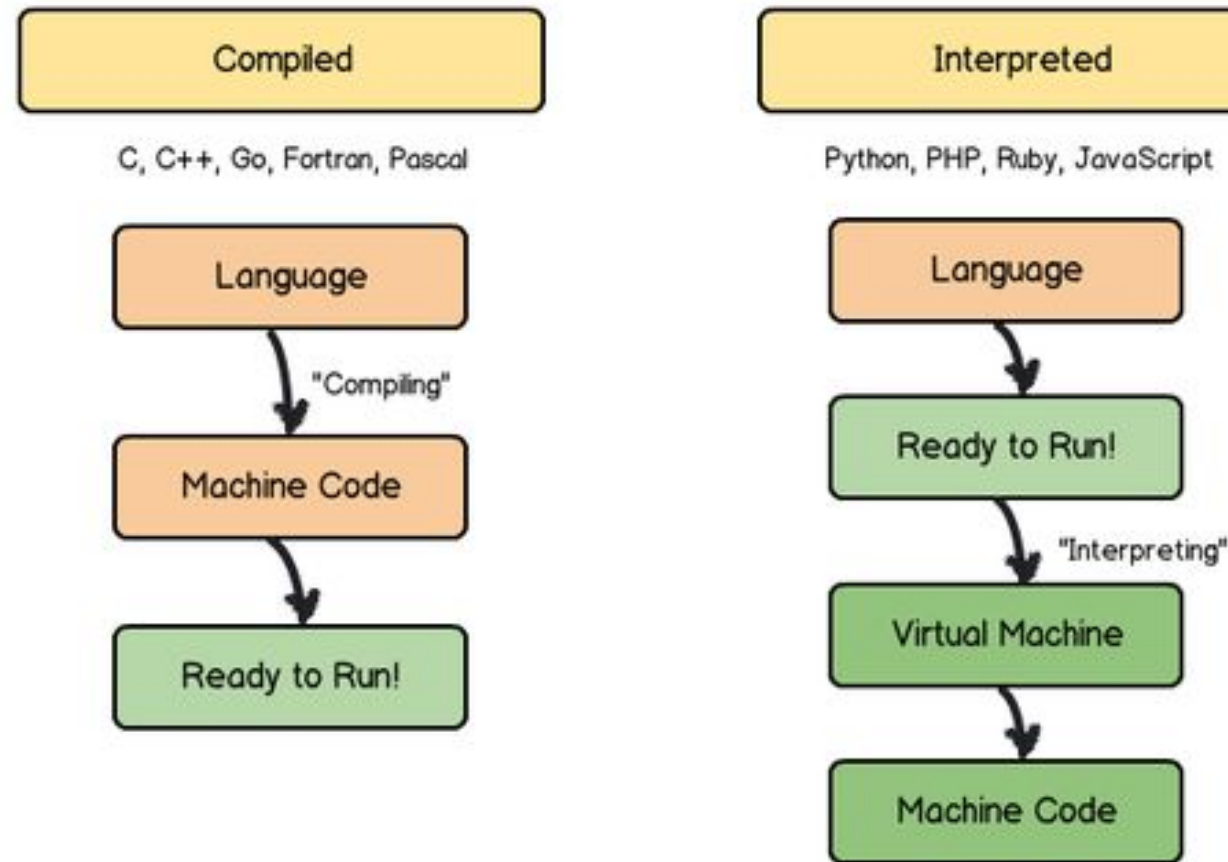 Compiled
C, C++, Go, Fortran, Pascal
Language
"Compiling"
Machine Code
Ready to Run!
Interpreted
Python, PHP, Ruby, JavaScript
Language
Ready to Run!
"Interpreting"
Virtual Machine
Machine Code